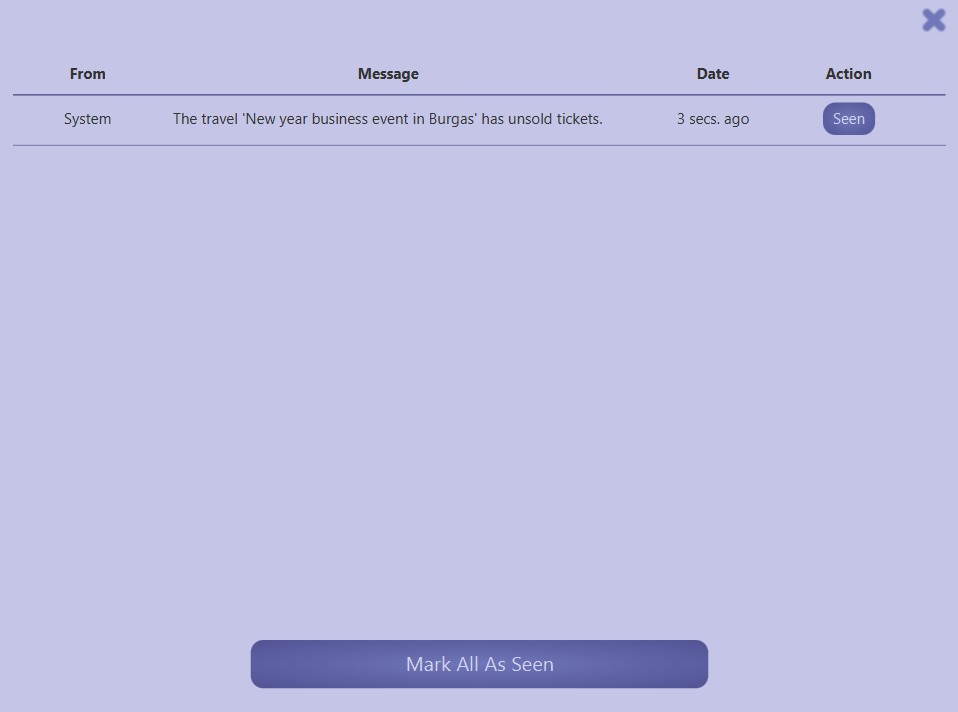 From Message Date Action
System The travel 'New year business event in Burgas' has unsold tickets. 3 secs. ago Seen
Mark All As Seen